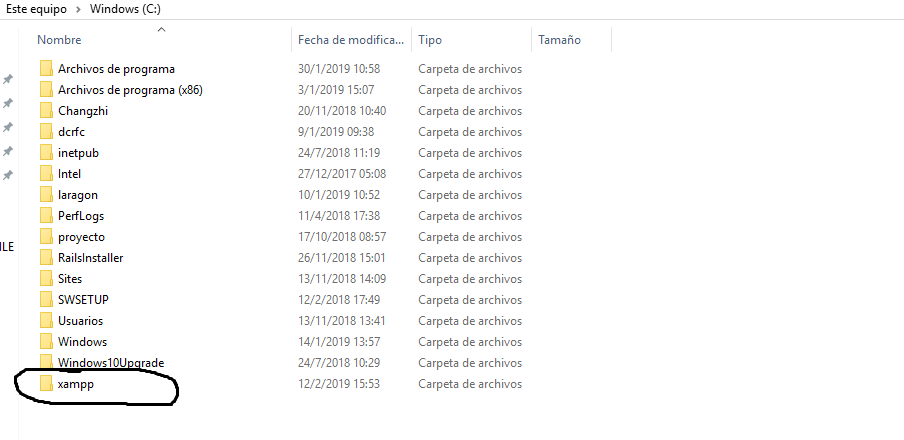 Este equipo > Windows (C:)
Nombre Fecha de modifica... Tipo Tamaño
Archivos de programa 30/1/2019 10:58 Carpeta de archivos
Archivos de programa (x86) 3/1/2019 15:07 Carpeta de archivos
Changzhi 20/11/2018 10:40 Carpeta de archivos
dcrfc 9/1/2019 09:38 Carpeta de archivos
inetpub 24/7/2018 11:19 Carpeta de archivos
Intel 27/12/2017 05:08 Carpeta de archivos
laragon 10/1/2019 10:52 Carpeta de archivos
PerfLogs 11/4/2018 17:38 Carpeta de archivos
proyecto 17/10/2018 08:57 Carpeta de archivos
ILE
RailsInstaller 26/11/2018 15:01 Carpeta de archivos
Sites 13/11/2018 14:09 Carpeta de archivos
SWSETUP 12/2/2018 17:49 Carpeta de archivos
Usuarios 13/11/2018 13:41 Carpeta de archivos
Windows 14/1/2019 13:57 Carpeta de archivos
Windows10Upgrade 24/7/2018 10:29 Carpeta de archivos
xampp 12/2/2019 15:53 Carpeta de archivos